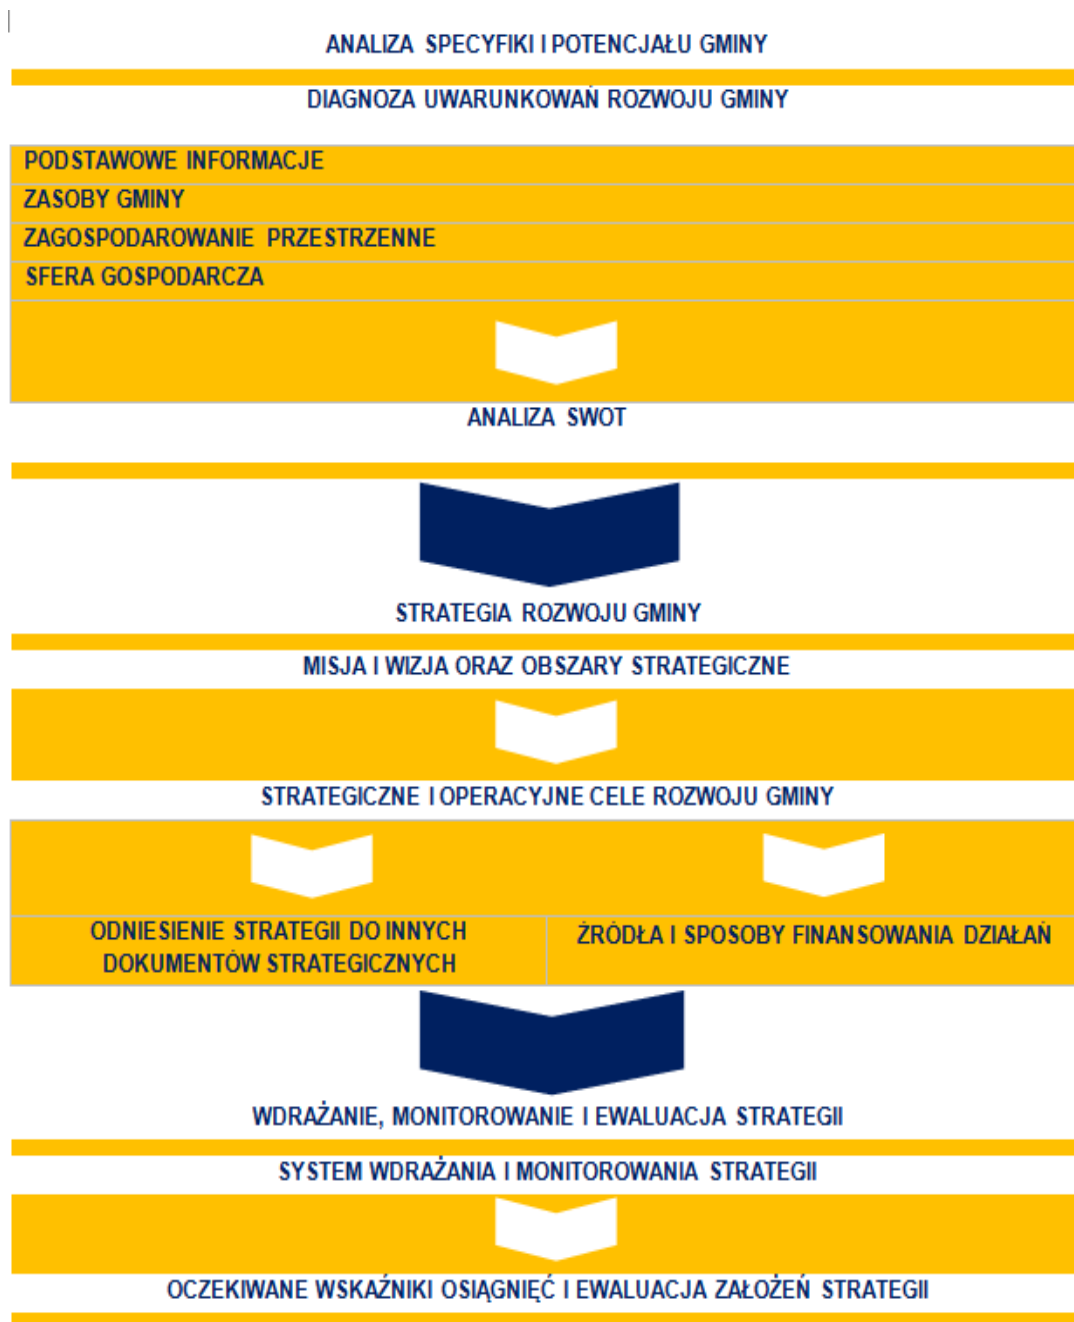 ANALIZA SPECYFIKI I POTENCJAŁU GMINY
DIAGNOZA UWARUNKOWAŃ ROZWOJU GMINY
PODSTAWOWE INFORMACJE
ZASOBY GMINY
ZAGOSPODAROWANIE PRZESTRZENNE
SFERA GOSPODARCZA
ANALIZA SWOT
STRATEGIA ROZWOJU GMINY
MISJA I WIZJA ORAZ OBSZARY STRATEGICZNE
STRATEGICZNE I OPERACYJNE CELE ROZWOJU GMINY
ODNIESIENIE STRATEGII DO INNYCH
DOKUMENTÓW STRATEGICZNYCH
ŹRÓDŁA I SPOSOBY FINANSOWANIA DZIAŁAŃ
WDRAŻANIE, MONITOROWANIE I EWALUACJA STRATEGII
SYSTEM WDRAŻANIA I MONITOROWANIA STRATEGII
OCZEKIWANE WSKAŹNIKI OSIĄGNIĘĆ I EWALUACJA ZAŁOŻEŃ STRATEGII